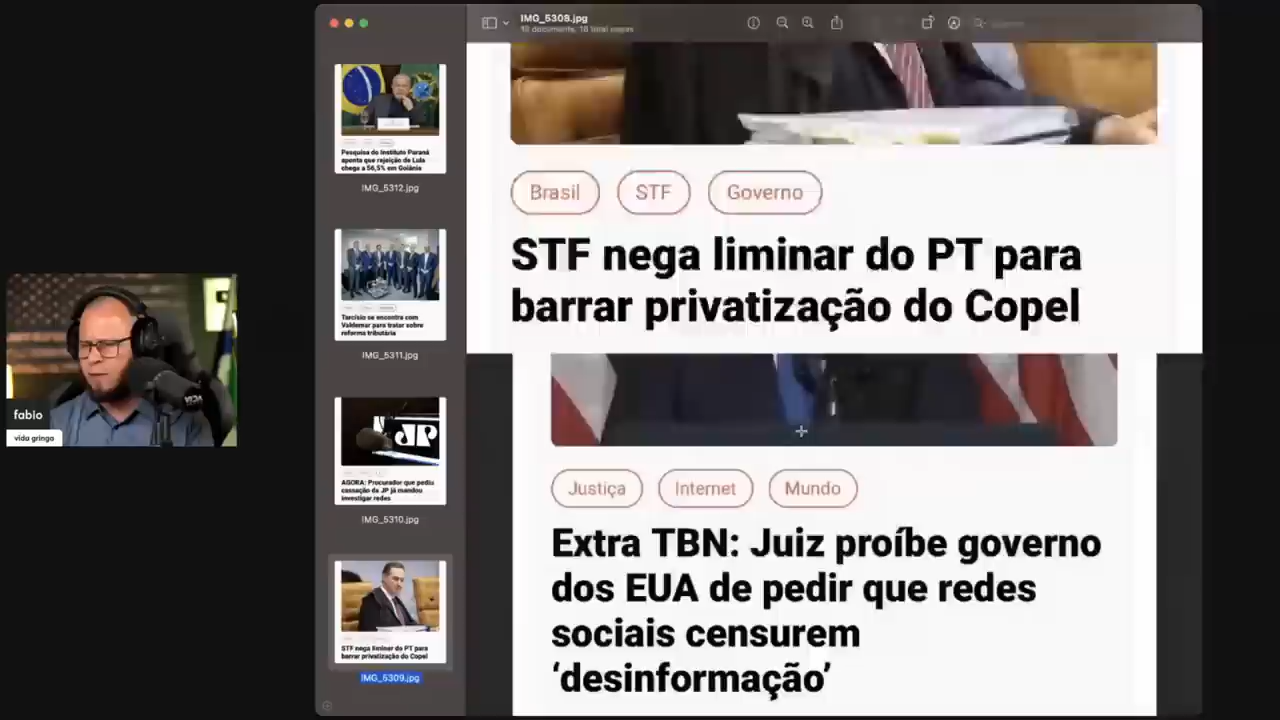 IMG_5309.jpg
Pesquisa do Instituto Paraná
aponta que rejeição de Lula
chega a 56,5% em Goiânia
IMG_5312.jpg
Tarcísio se encontra com
Valdemar para tratar sobre
reforma tributária
IMG_5311.jpg
JP
AGORA: Procurador que pediu
cassação da JP já mandou
investigar redes
IMG_5310.jpg
STF nega liminar do PT para
barrar privatização do Copel
IMG_5309.jpg
Brasil STF Governo
STF nega liminar do PT para
barrar privatização do Copel
Justiça Internet Mundo
Extra TBN: Juiz proíbe governo
dos EUA de pedir que redes
sociais censurem
‘desinformação’
VIDA
fabio
vida gringo